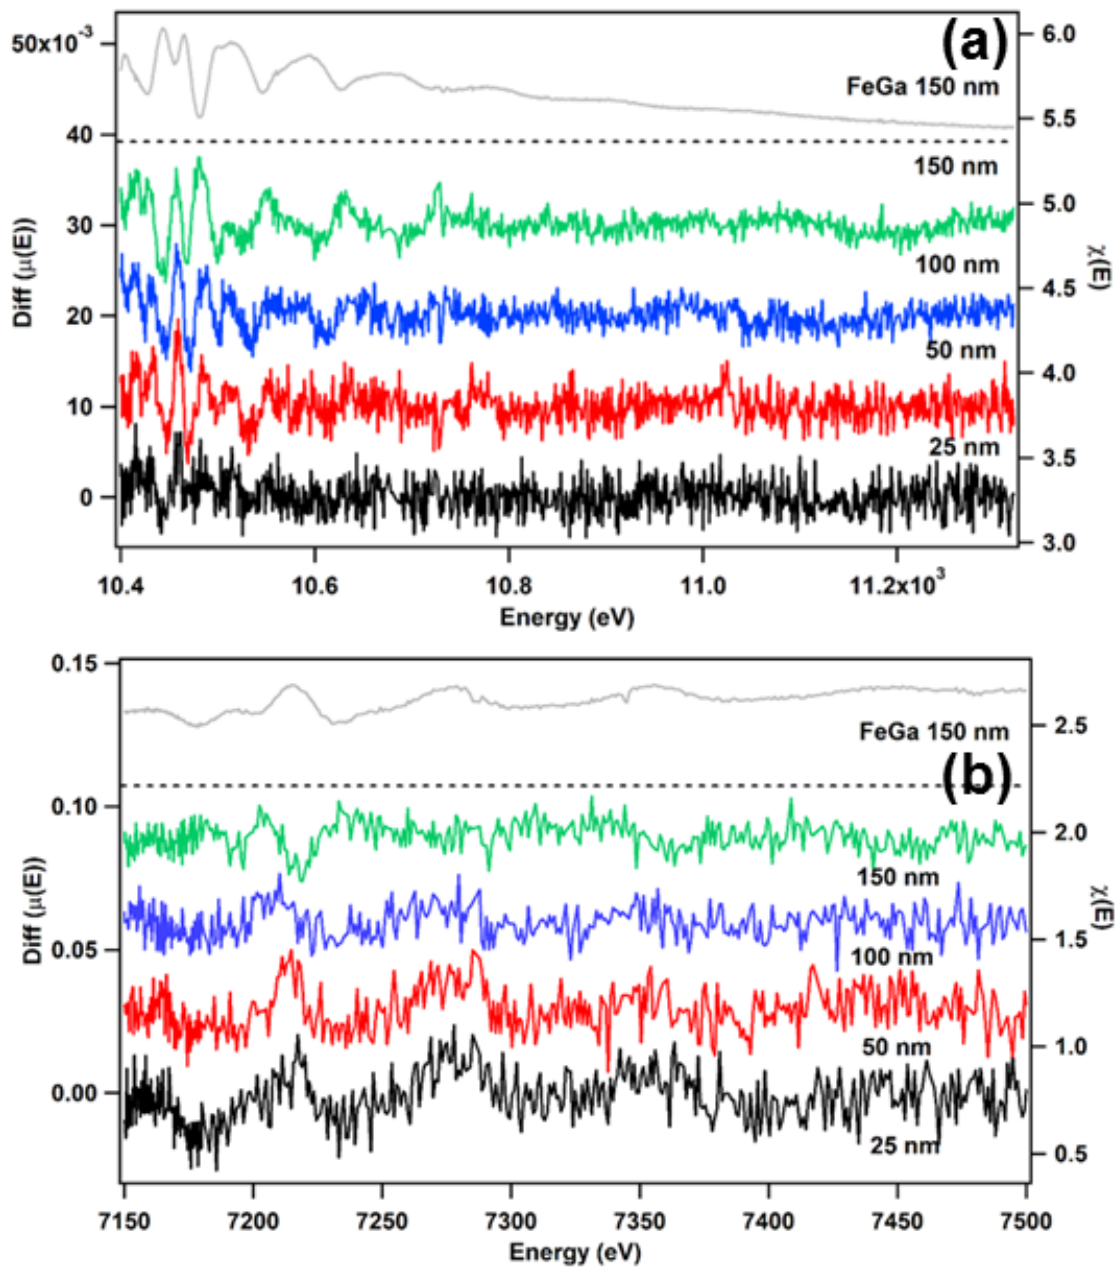 (a)
50x10⁻³
6.0
FeGa 150 nm
5.5
40
150 nm
5.0
30
100 nm
4.5
20
50 nm
4.0
10
25 nm
3.5
0
3.0
Diff (μ(E))
χ(E)
10.4
10.6
10.8
11.0
11.2x10³
Energy (eV)
0.15
2.5
FeGa 150 nm
(b)
0.10
2.0
150 nm
1.5
0.05
100 nm
1.0
50 nm
0.00
25 nm
0.5
Diff (μ(E))
χ(E)
7150
7200
7250
7300
7350
7400
7450
7500
Energy (eV)